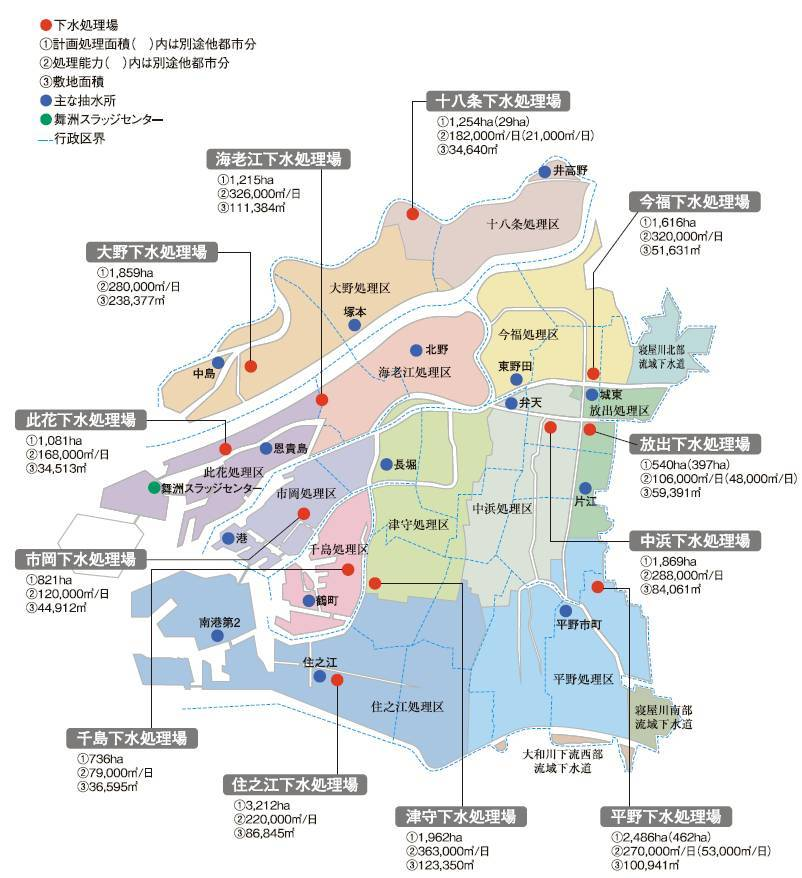 下水処理場
①計画処理面積(　)内は別途他都市分
②処理能力(　)内は別途他都市分
③敷地面積
主な抽水所
舞洲スラッジセンター
行政区界
十八条下水処理場
①1,254ha(29ha)
②182,000㎥/日(21,000㎥/日)
③34,640㎡
海老江下水処理場
①1,215ha
②326,000㎥/日
③111,384㎡
今福下水処理場
①1,616ha
②320,000㎥/日
③51,631㎡
大野下水処理場
①1,859ha
②280,000㎥/日
③238,377㎡
井高野
十八条処理区
大野処理区
塚本
中島
北野
海老江処理区
今福処理区
東野田
寝屋川北部
流域下水道
城東
放出処理区
弁天
此花下水処理場
①1,081ha
②168,000㎥/日
③34,513㎡
恩貴島
此花処理区
舞洲スラッジセンター
長堀
市岡処理区
港
津守処理区
中浜処理区
片江
放出下水処理場
①540ha(397ha)
②106,000㎥/日(48,000㎥/日)
③59,391㎡
中浜下水処理場
①1,869ha
②288,000㎥/日
③84,061㎡
市岡下水処理場
①821ha
②120,000㎥/日
③44,912㎡
千島処理区
鶴町
南港第2
住之江
住之江処理区
平野市町
平野処理区
寝屋川南部
流域下水道
大和川下流西部
流域下水道
千島下水処理場
①736ha
②79,000㎥/日
③36,595㎡
住之江下水処理場
①3,212ha
②220,000㎥/日
③86,845㎡
津守下水処理場
①1,962ha
②363,000㎥/日
③123,350㎡
平野下水処理場
①2,486ha(462ha)
②270,000㎥/日(53,000㎥/日)
③100,941㎡